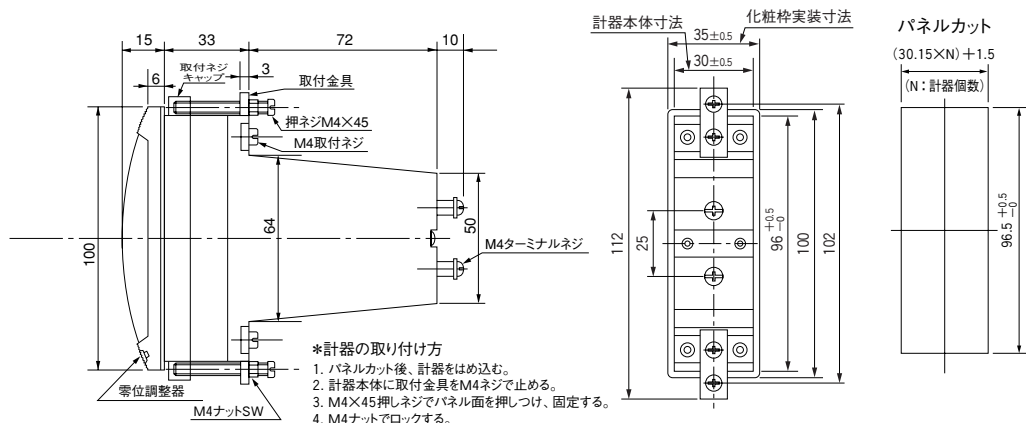 15
33
72
10
6
取付ネジ
キャップ
3
取付金具
押ネジM4×45
M4取付ネジ
100
64
50
M4ターミナルネジ
零位調整器
M4ナットSW
*計器の取り付け方
1. パネルカット後、計器をはめ込む。
2. 計器本体に取付金具をM4ネジで止める。
3. M4×45押しネジでパネル面を押しつけ、固定する。
4. M4ナットでロックする。
計器本体寸法
化粧枠実装寸法
35±0.5
30±0.5
112
25
96 +0.5 −0
100
102
パネルカット
(30.15×N)+1.5
(N:計器個数)
96.5 +0.5 −0